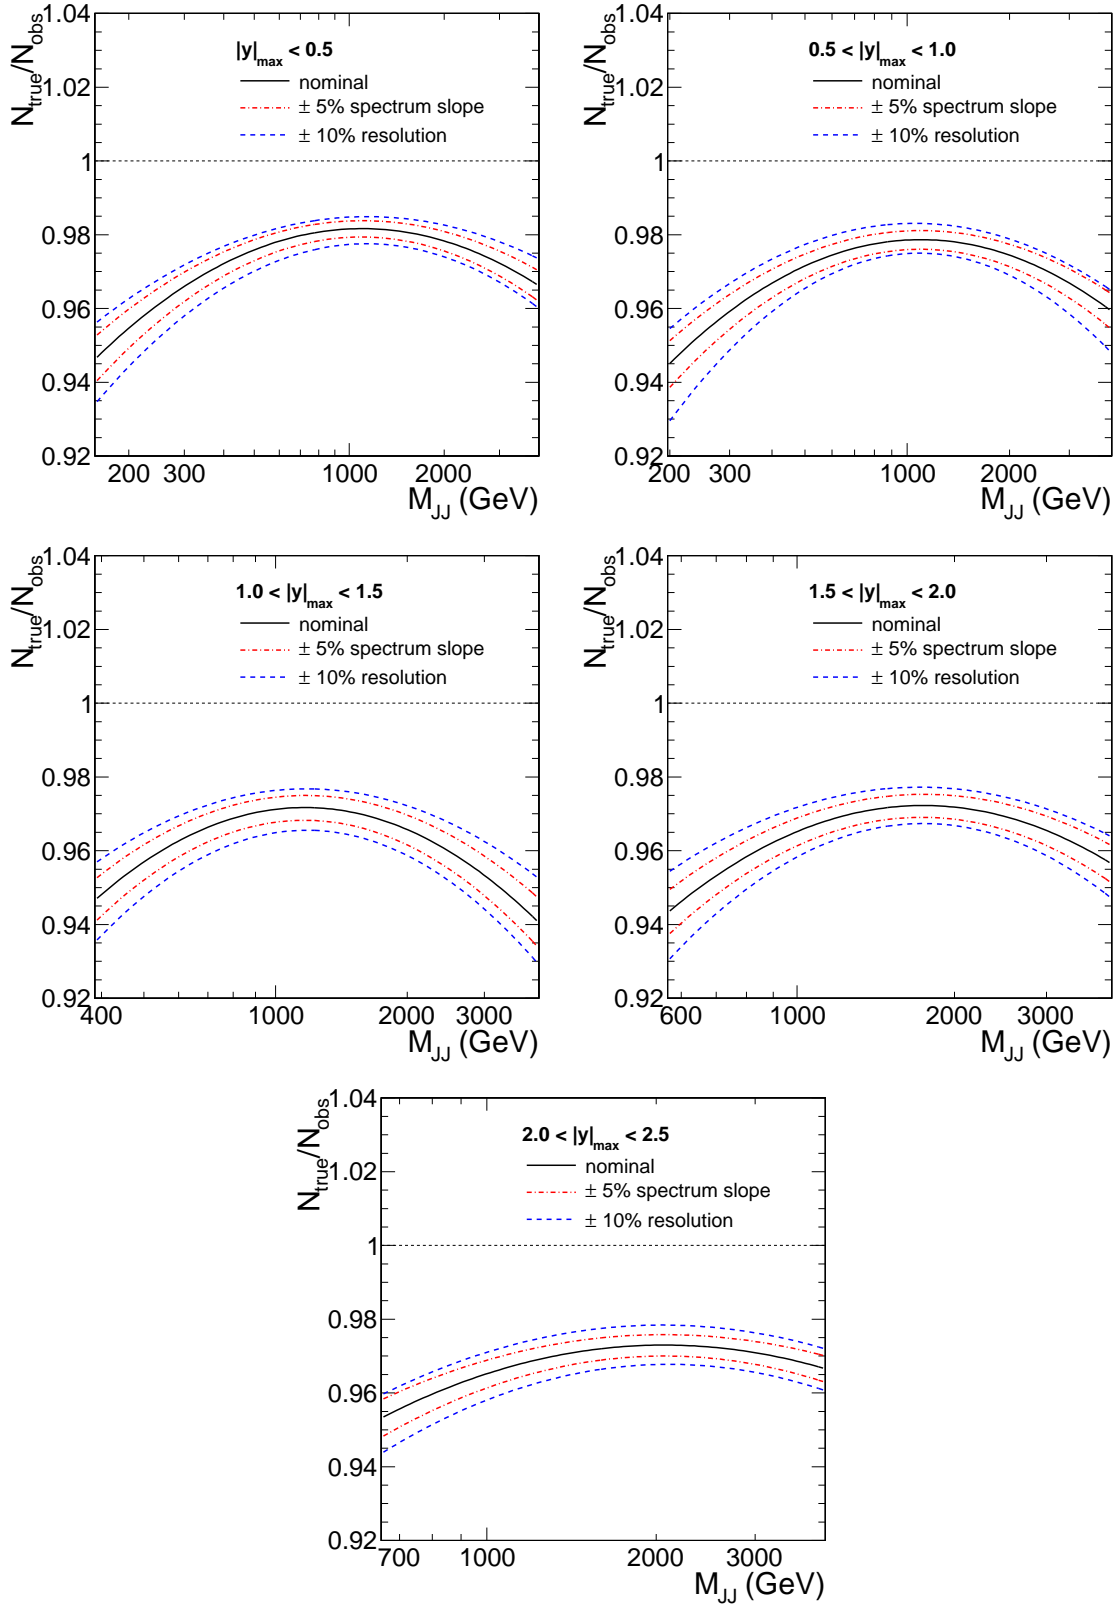 |y|max < 0.5
nominal
± 5% spectrum slope
± 10% resolution
N_true/N_obs
1.04
1.02
1
0.98
0.96
0.94
0.92
200 300 1000 2000
M_JJ (GeV)
0.5 < |y|max < 1.0
nominal
± 5% spectrum slope
± 10% resolution
N_true/N_obs
1.04
1.02
1
0.98
0.96
0.94
0.92
200 300 1000 2000
M_JJ (GeV)
1.0 < |y|max < 1.5
nominal
± 5% spectrum slope
± 10% resolution
N_true/N_obs
1.04
1.02
1
0.98
0.96
0.94
0.92
400 1000 2000 3000
M_JJ (GeV)
1.5 < |y|max < 2.0
nominal
± 5% spectrum slope
± 10% resolution
N_true/N_obs
1.04
1.02
1
0.98
0.96
0.94
0.92
600 1000 2000 3000
M_JJ (GeV)
2.0 < |y|max < 2.5
nominal
± 5% spectrum slope
± 10% resolution
N_true/N_obs
1.04
1.02
1
0.98
0.96
0.94
0.92
700 1000 2000 3000
M_JJ (GeV)